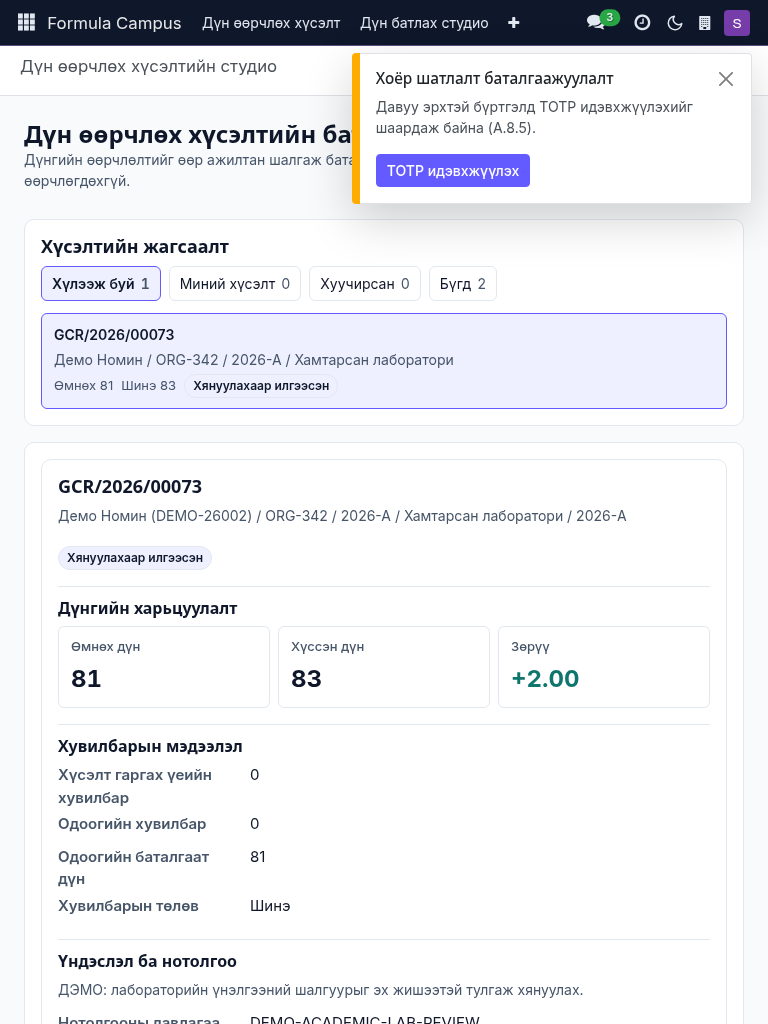 Formula Campus
Дүн өөрчлөх хүсэлт
Дүн батлах студио
3
S
Дүн өөрчлөх хүсэлтийн студио
Хоёр шатлалт баталгаажуулалт
Давуу эрхтэй бүртгэлд TOTP идэвхжүүлэхийг
шаардаж байна (A.8.5).
TOTP идэвхжүүлэх
Дүн өөрчлөх хүсэлтийн
Дүнгийн өөрчлөлтийг өөр ажилтан шалгаж
өөрчлөгдөхгүй.
Хүсэлтийн жагсаалт
Хүлээж буй 1
Миний хүсэлт 0
Хуучирсан 0
Бүгд 2
GCR/2026/00073
Демо Номин / ORG-342 / 2026-A / Хамтарсан лаборатори
Өмнөх 81 Шинэ 83 Хянуулахаар илгээсэн
GCR/2026/00073
Демо Номин (DEMO-26002) / ORG-342 / 2026-A / Хамтарсан лаборатори / 2026-A
Хянуулахаар илгээсэн
Дүнгийн харьцуулалт
Өмнөх дүн
81
Хүссэн дүн
83
Зөрүү
+2.00
Хувилбарын мэдээлэл
Хүсэлт гаргах үеийн
хувилбар
0
Одоогийн хувилбар
0
Одоогийн баталгаат
дүн
81
Хувилбарын төлөв
Шинэ
Үндэслэл ба нотолгоо
ДЭМО: лабораторийн үнэлгээний шалгуурыг эх жишээтэй тулгаж хянуулах.
Нотолгооны лавлагаа
DEMO-ACADEMIC-LAB-REVIEW